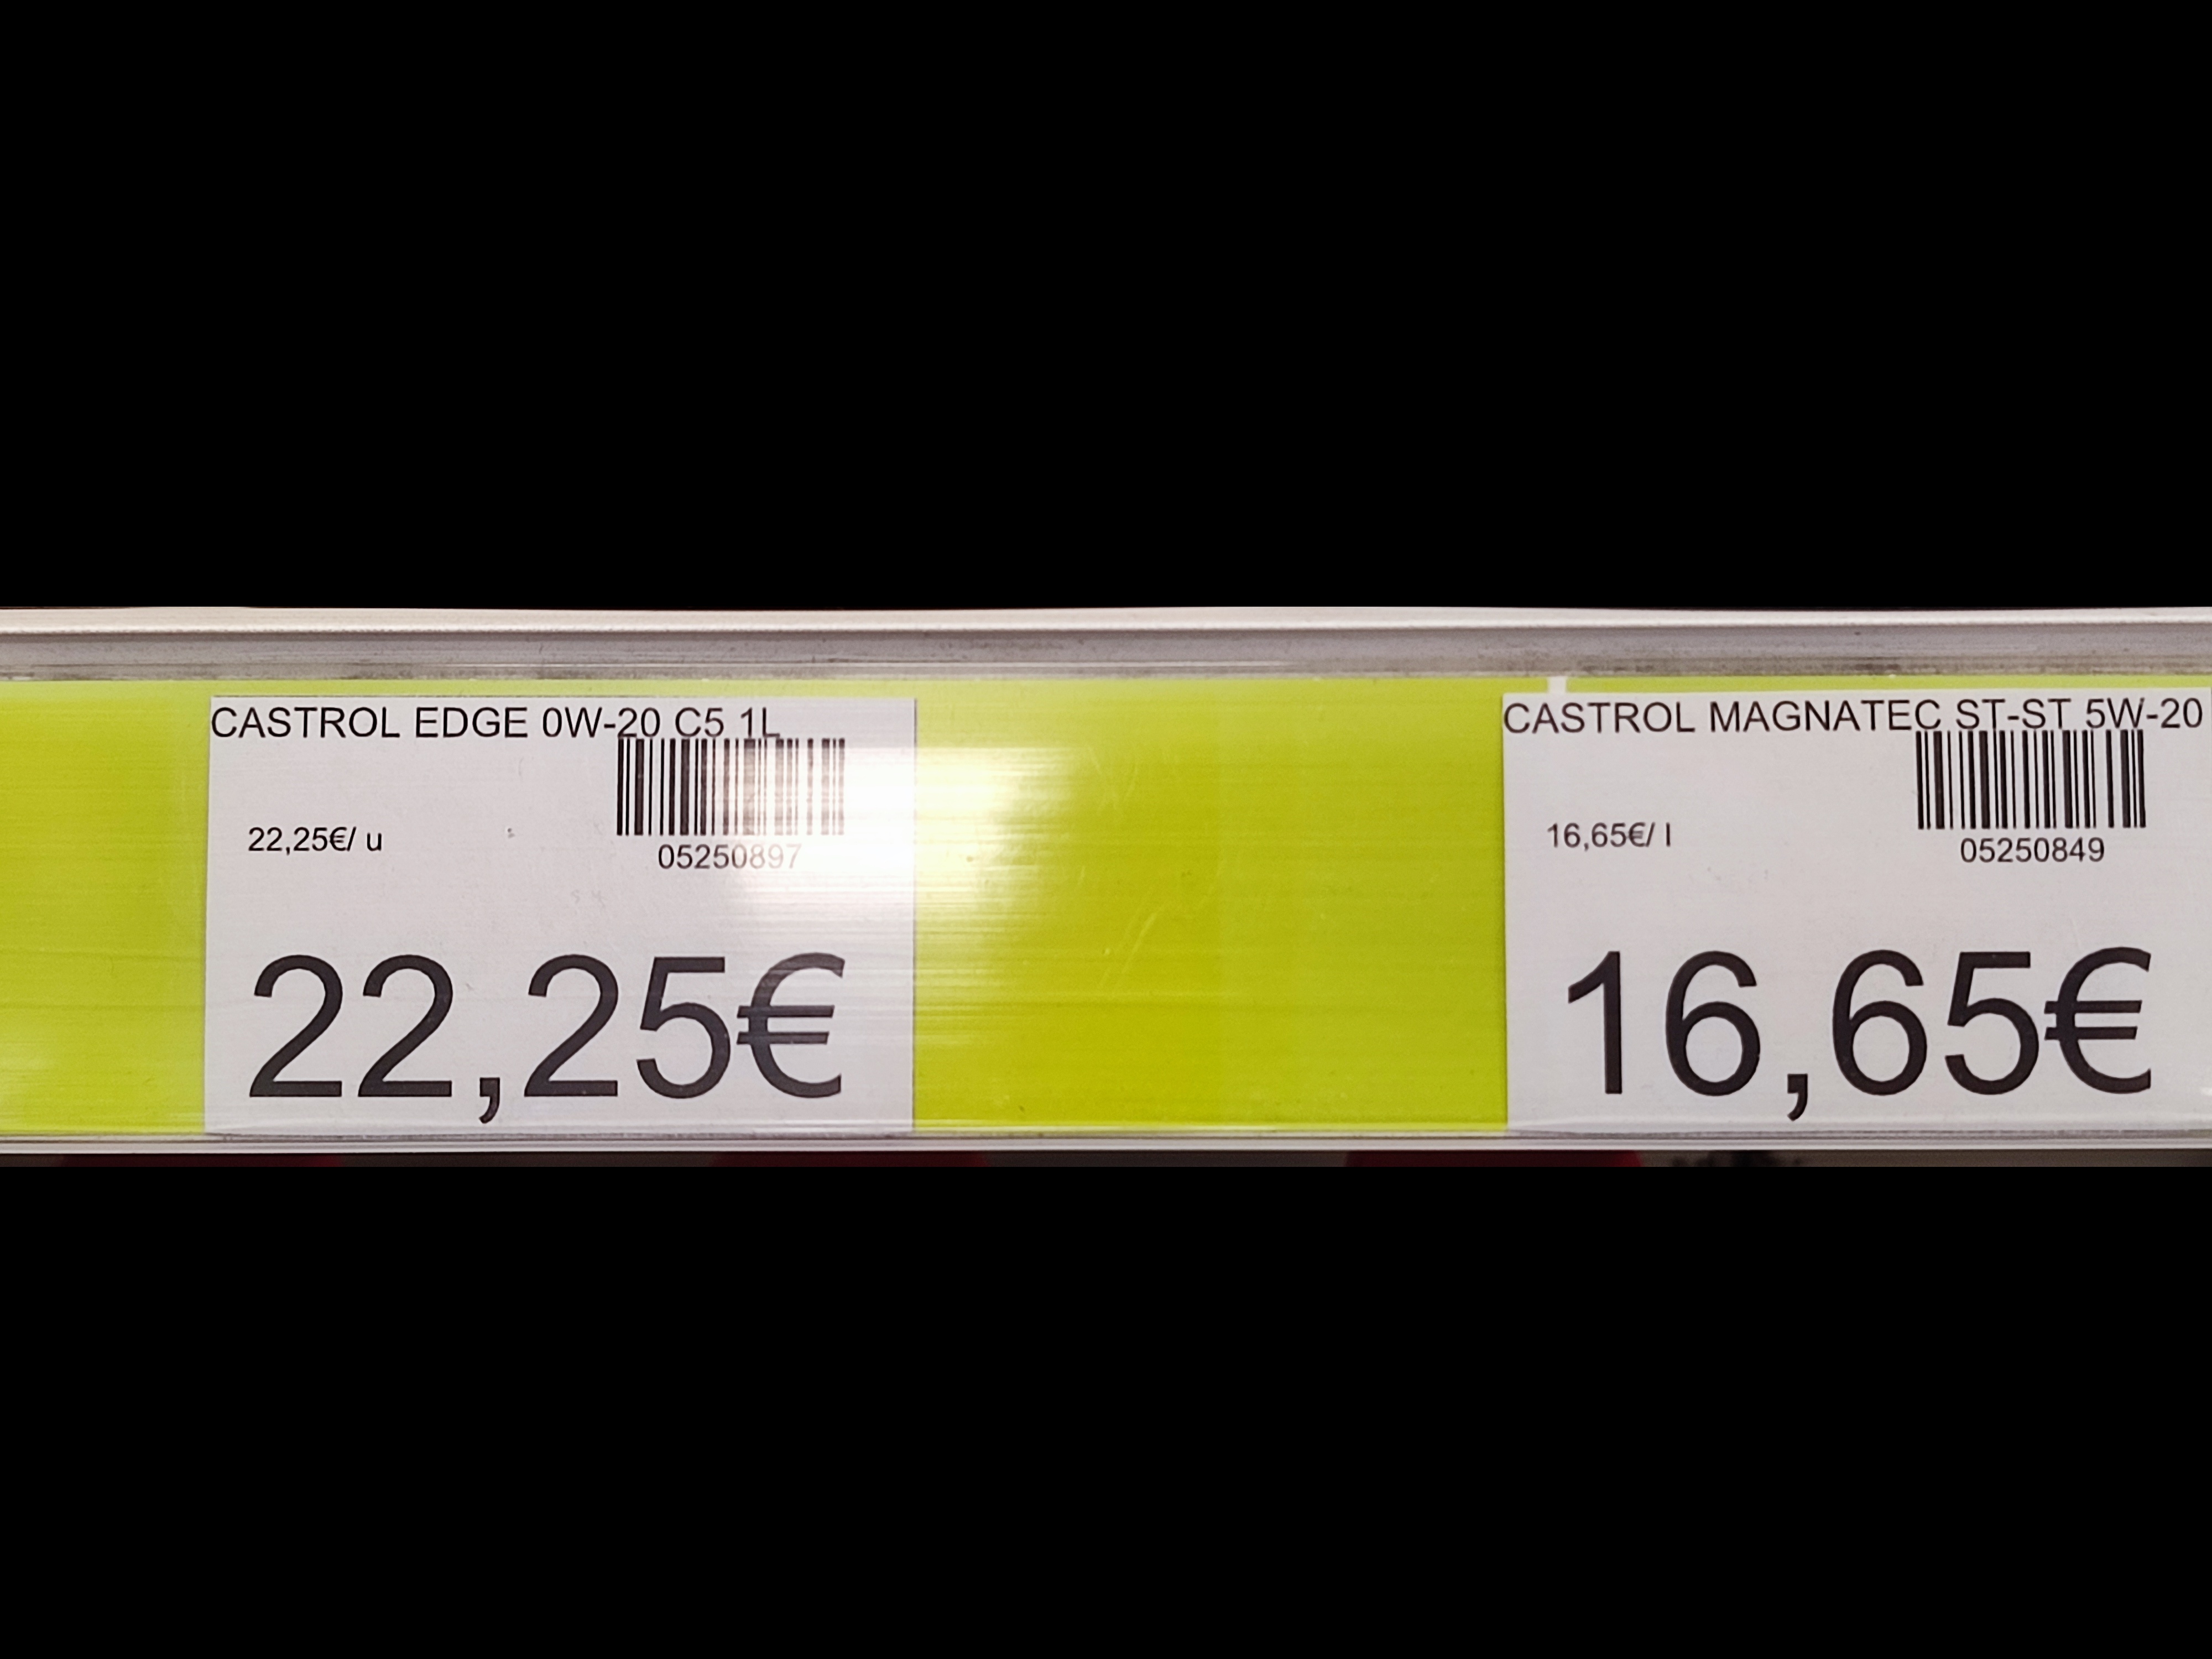 CASTROL EDGE 0W-20 C5 1L
22,25€/ u
05250897
22,25€
CASTROL MAGNATEC ST-ST 5W-20
16,65€/ l
05250849
16,65€